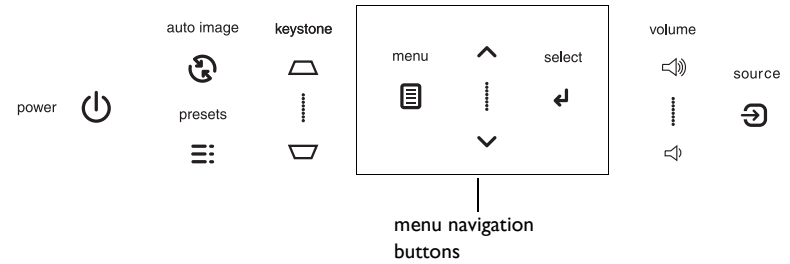 auto image
keystone
volume
menu
select
source
power
presets
menu navigation
buttons